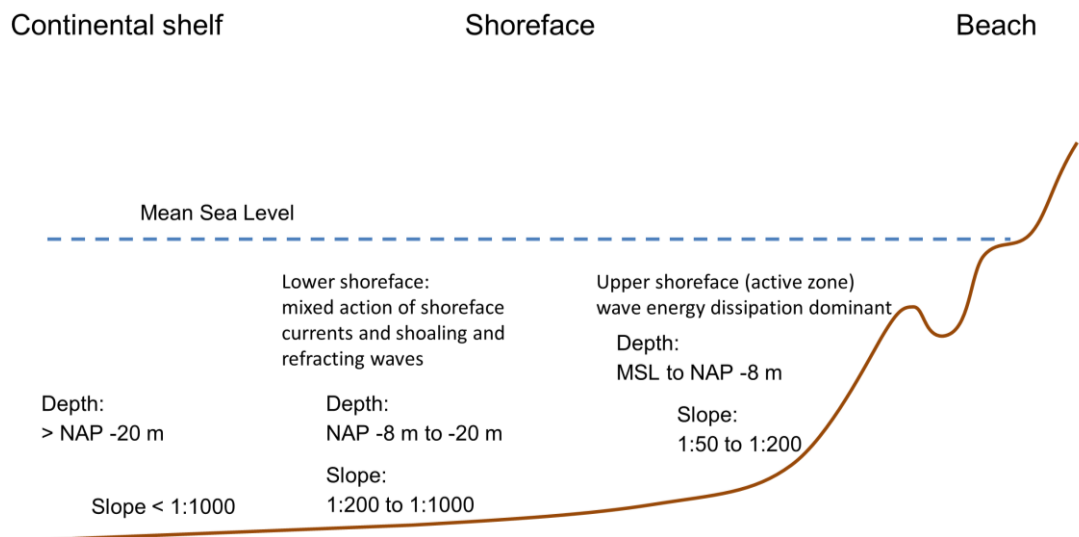 Continental shelf
Shoreface
Beach
Mean Sea Level
Lower shoreface:
mixed action of shoreface
currents and shoaling and
refracting waves
Upper shoreface (active zone)
wave energy dissipation dominant
Depth:
MSL to NAP -8 m
Slope:
1:50 to 1:200
Depth:
> NAP -20 m
Slope < 1:1000
Depth:
NAP -8 m to -20 m
Slope:
1:200 to 1:1000